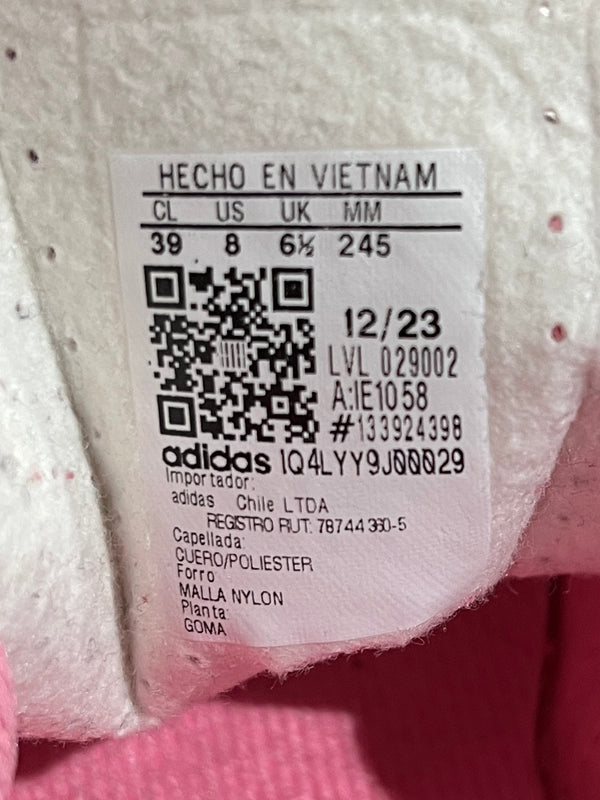 HECHO EN VIETNAM
CL US UK MM
39 8 6½ 245
12/23
LVL 029002
A:IE1058
#133924398
adidas 1Q4LYY9J00029
Importador:
adidas Chile LTDA
REGISTRO RUT: 78744360-5
Capellada:
CUERO/POLIESTER
Forro:
MALLA NYLON
Planta:
GOMA